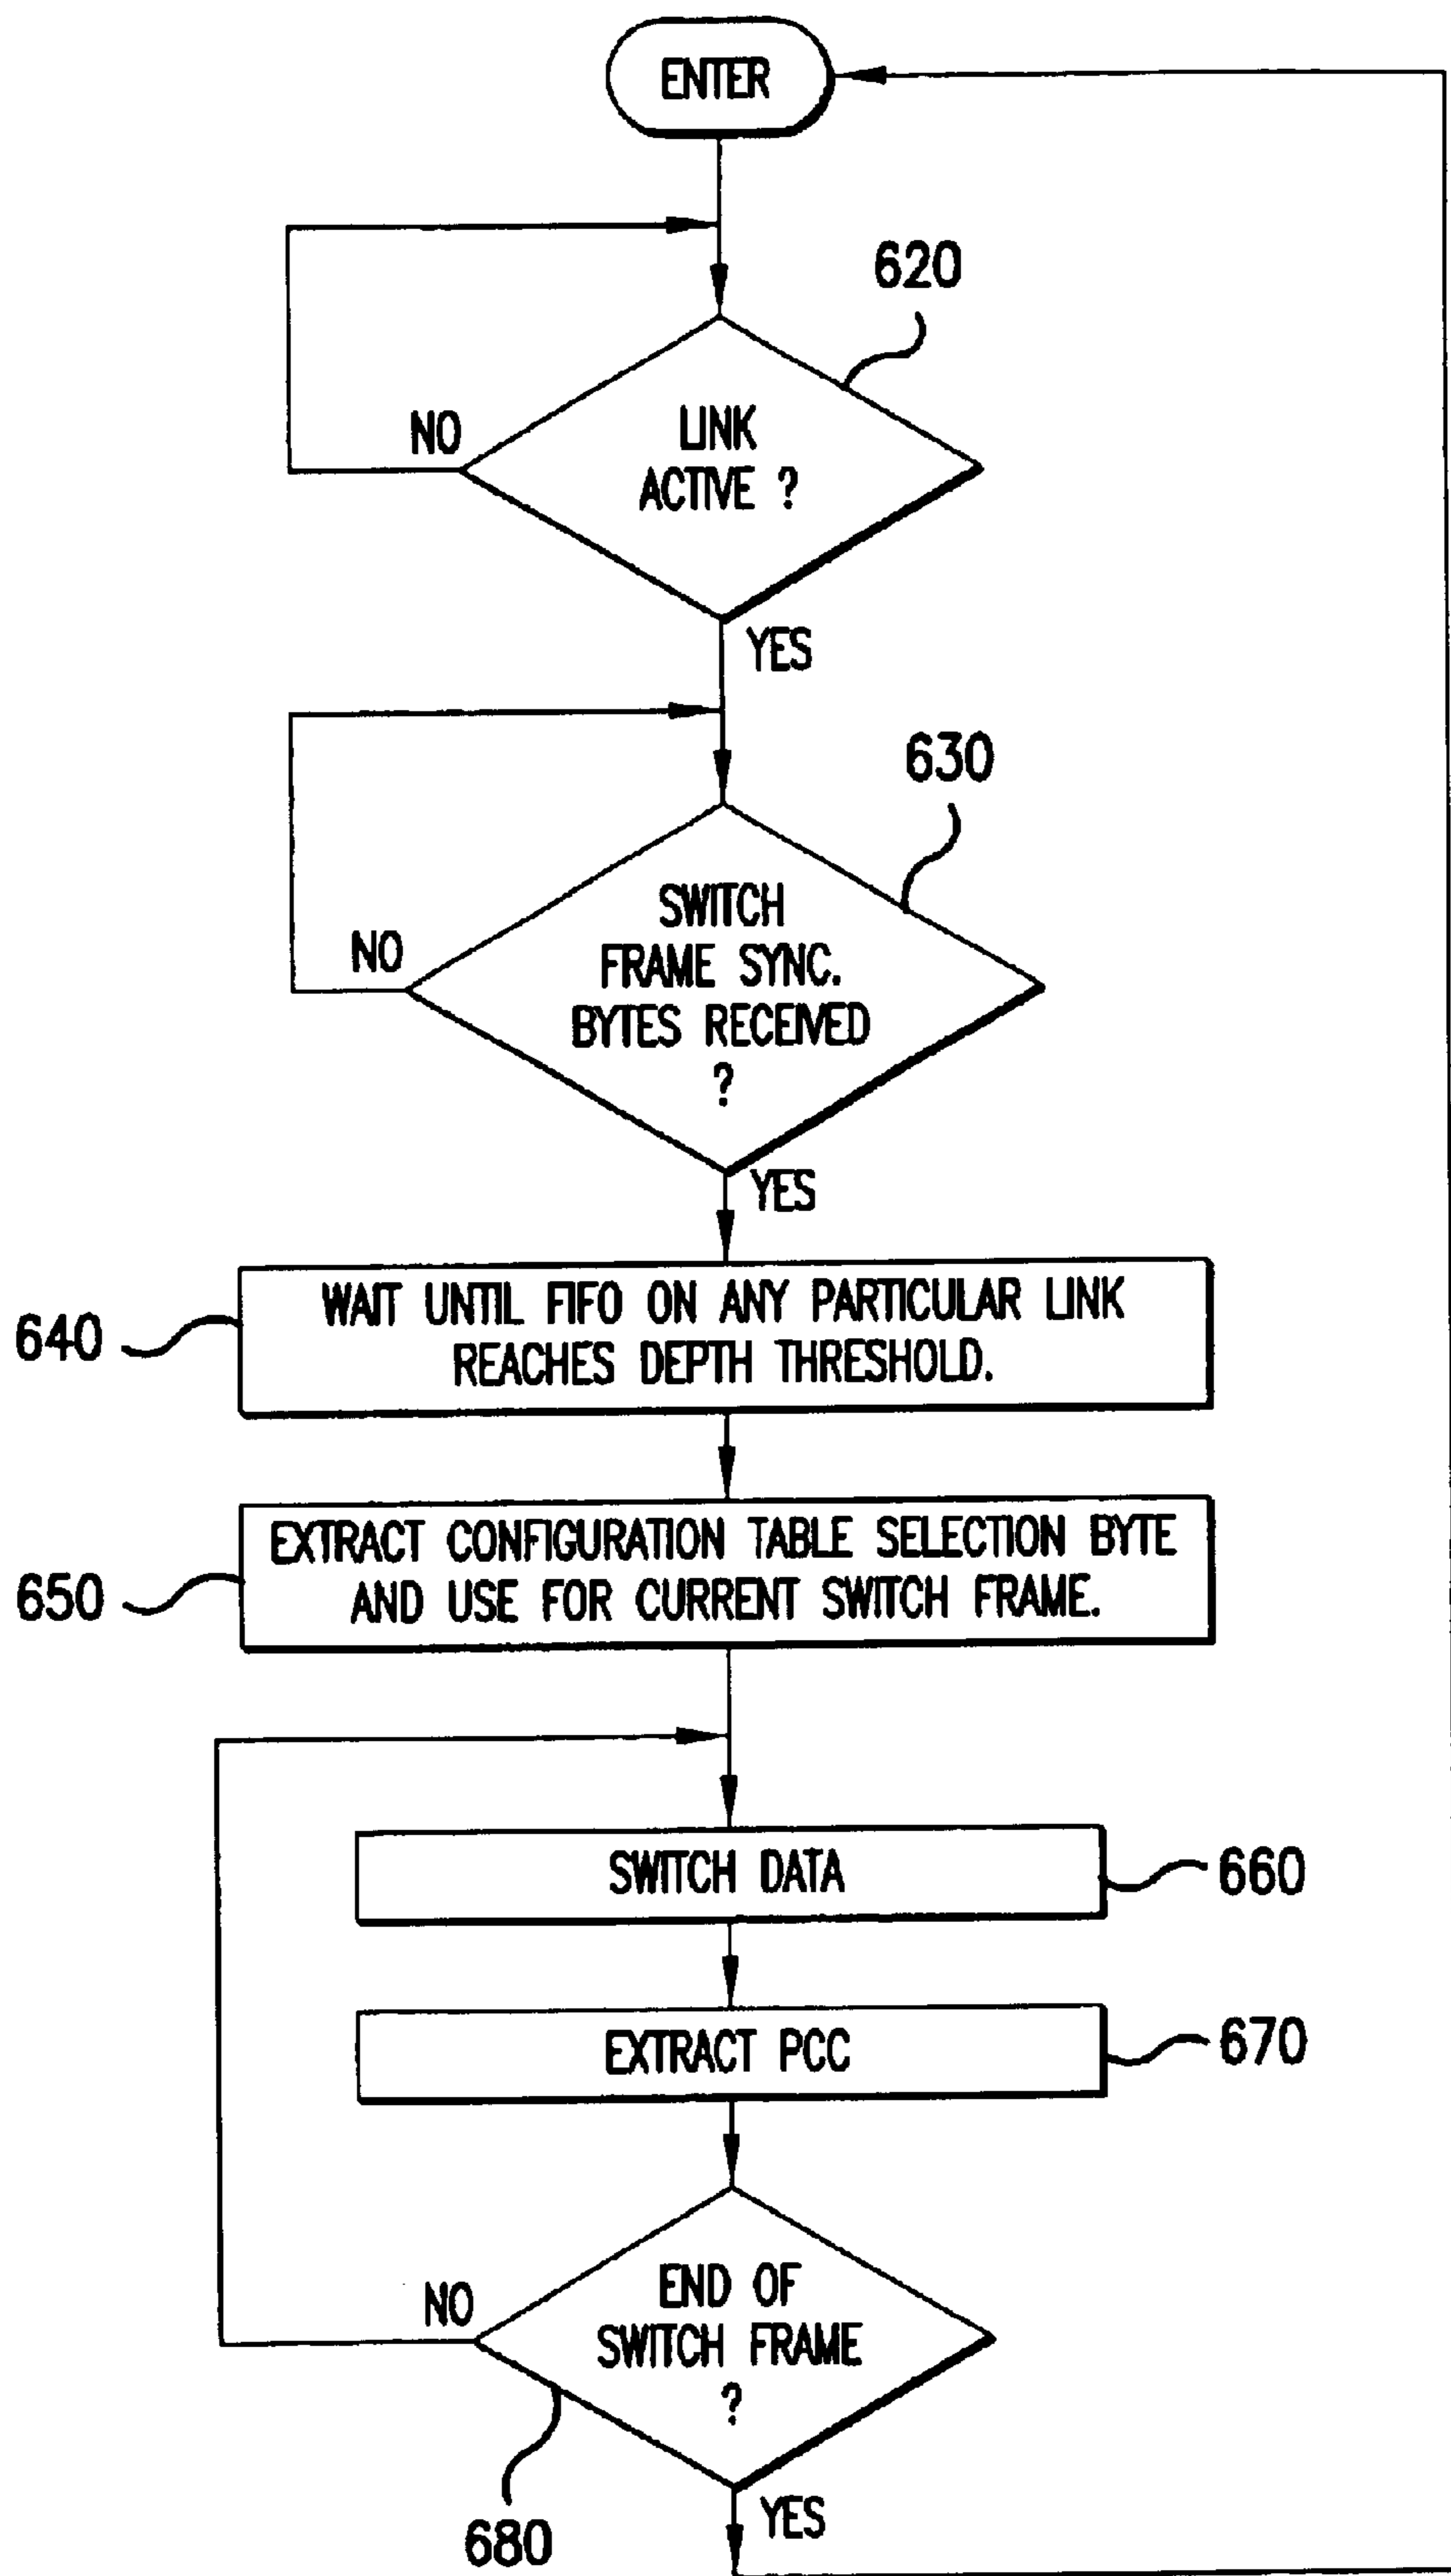 ENTER
620
LINK
ACTIVE ?
NO
YES
630
SWITCH
FRAME SYNC.
BYTES RECEIVED
?
NO
YES
640
WAIT UNTIL FIFO ON ANY PARTICULAR LINK
REACHES DEPTH THRESHOLD.
650
EXTRACT CONFIGURATION TABLE SELECTION BYTE
AND USE FOR CURRENT SWITCH FRAME.
SWITCH DATA
660
EXTRACT PCC
670
END OF
SWITCH FRAME
?
NO
680
YES